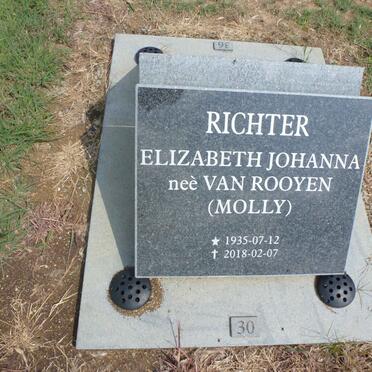 36
RICHTER
ELIZABETH JOHANNA
neè VAN ROOYEN
(MOLLY)
★ 1935-07-12
✝ 2018-02-07
30